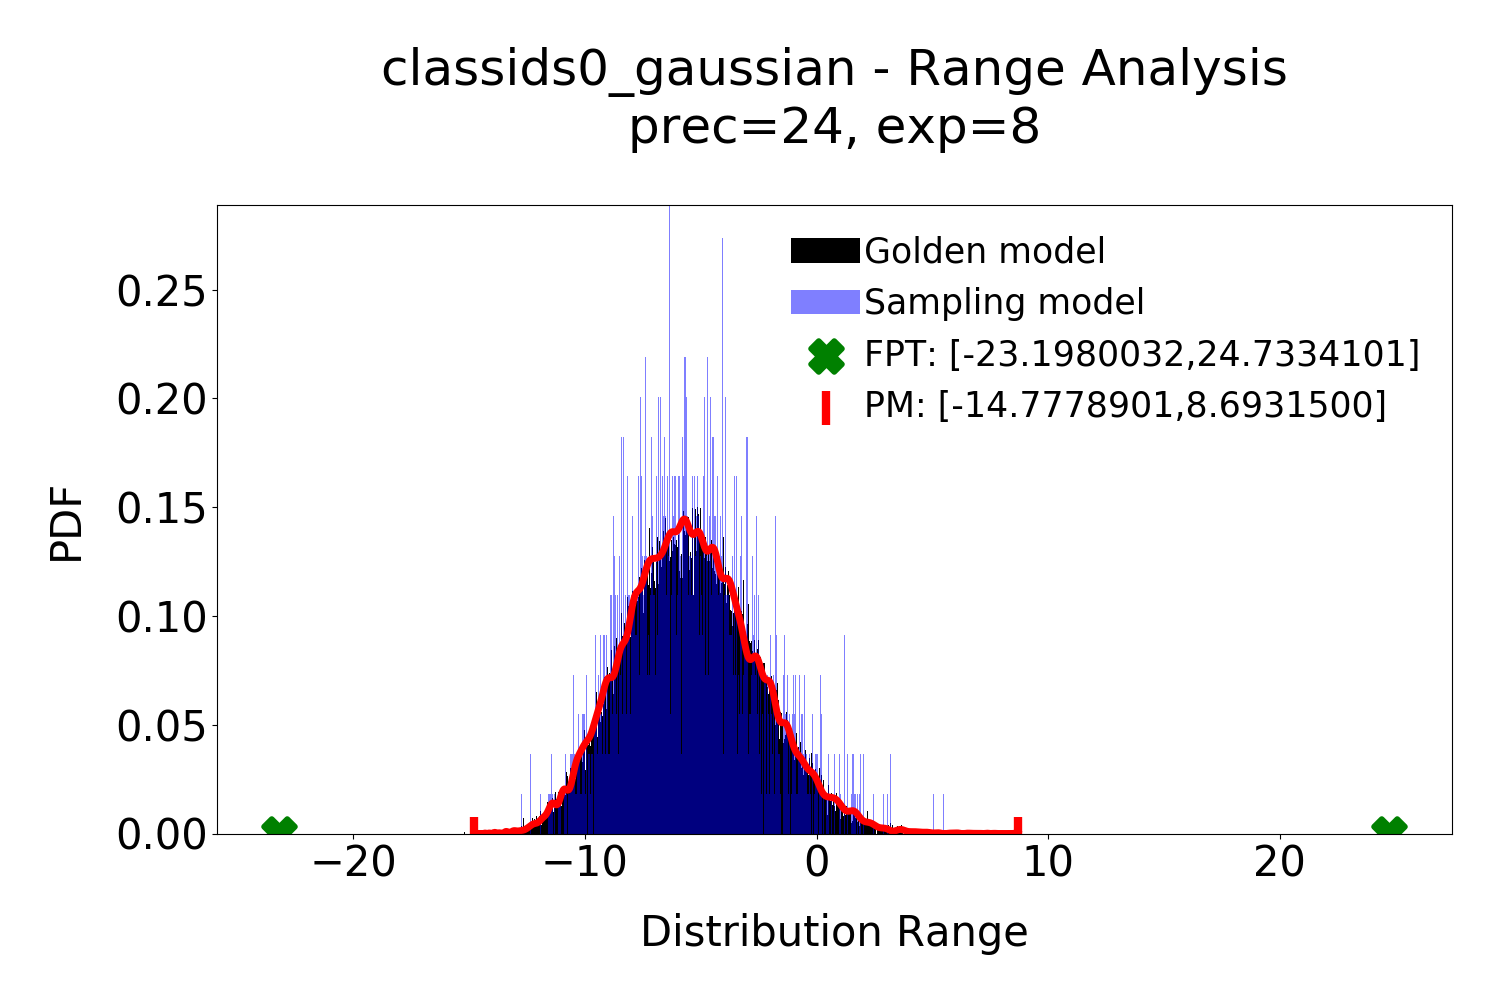 classids0_gaussian - Range Analysis
prec=24, exp=8
Golden model
Sampling model
FPT: [-23.1980032,24.7334101]
PM: [-14.7778901,8.6931500]
PDF
0.25
0.20
0.15
0.10
0.05
0.00
−20 −10 0 10 20
Distribution Range